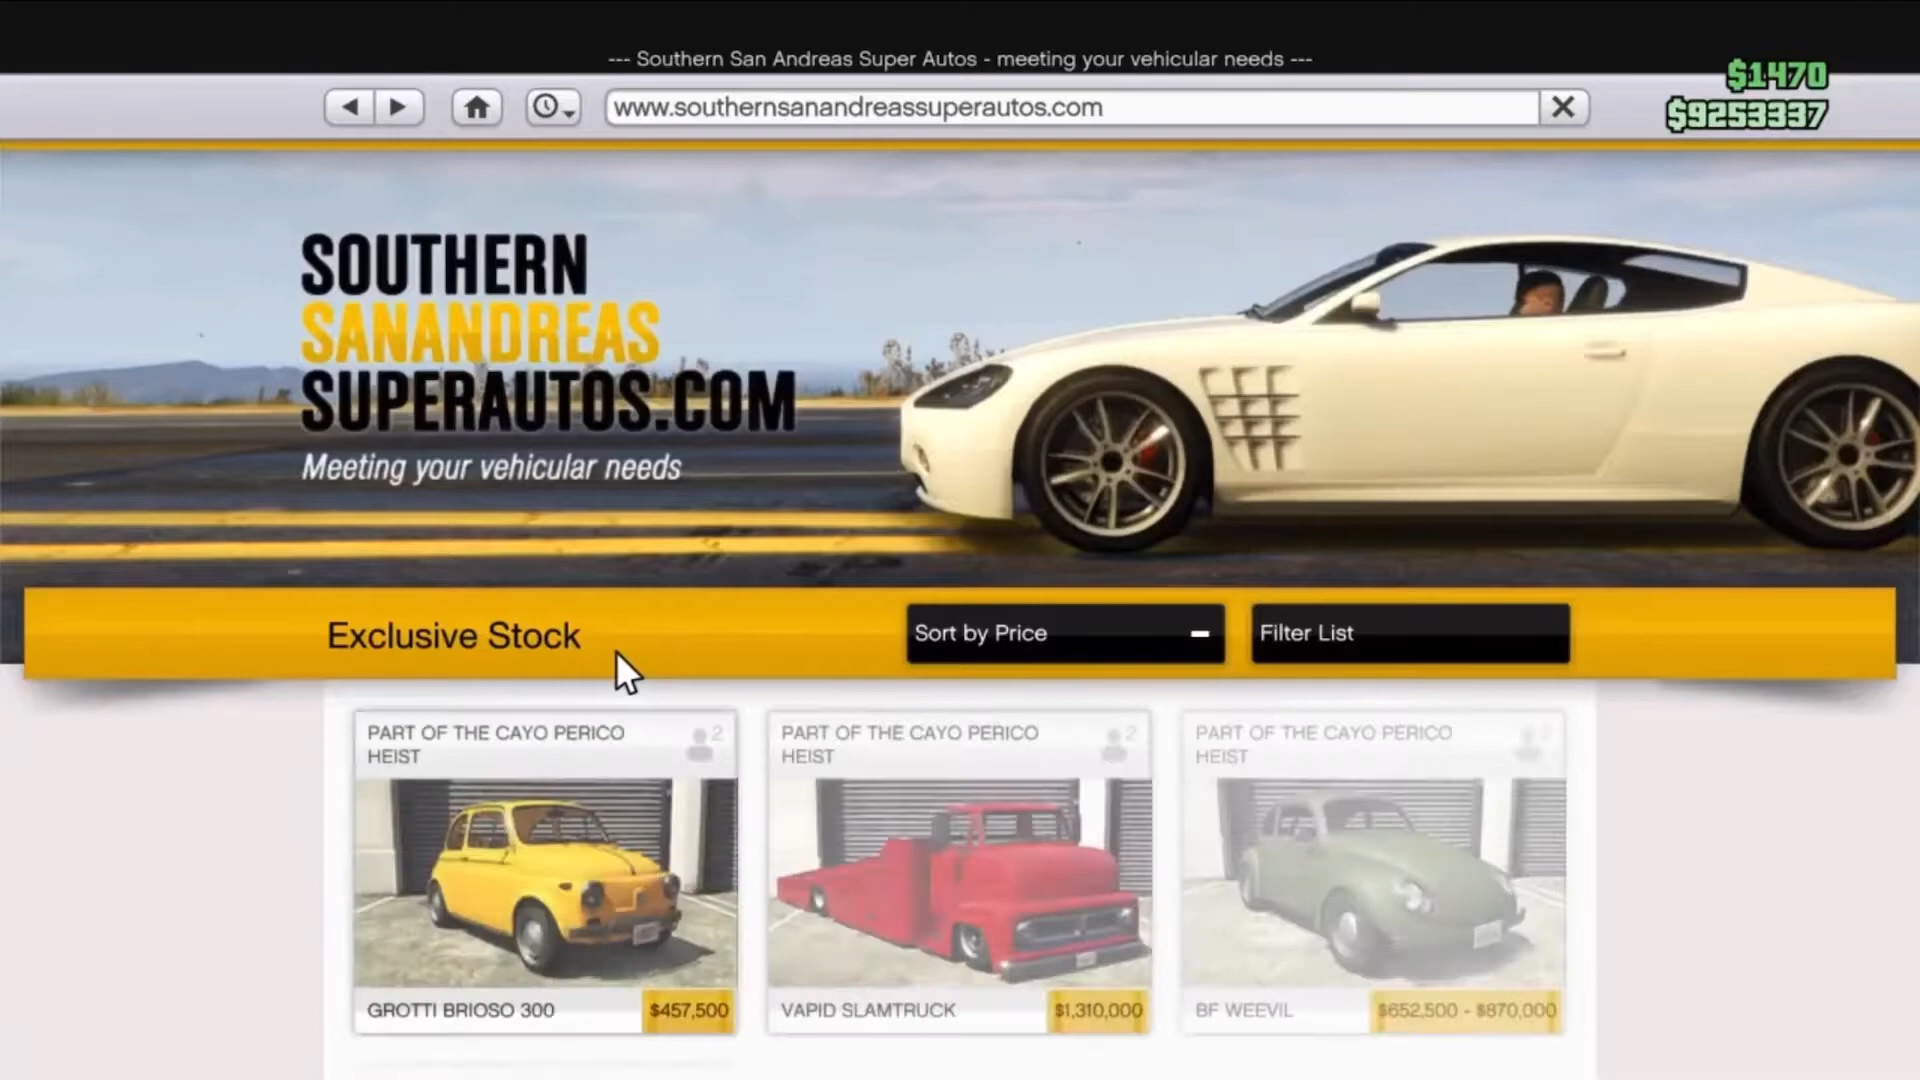 --- Southern San Andreas Super Autos - meeting your vehicular needs ---
$1470
www.southernsanandreassuperautos.com
$9253337
SOUTHERN
SANANDREAS
SUPERAUTOS.COM
Meeting your vehicular needs
Exclusive Stock
Sort by Price
Filter List
PART OF THE CAYO PERICO
HEIST
2
PART OF THE CAYO PERICO
HEIST
2
PART OF THE CAYO PERICO
HEIST
GROTTI BRIOSO 300
$457,500
VAPID SLAMTRUCK
$1,310,000
BF WEEVIL
$652,500 - $870,000